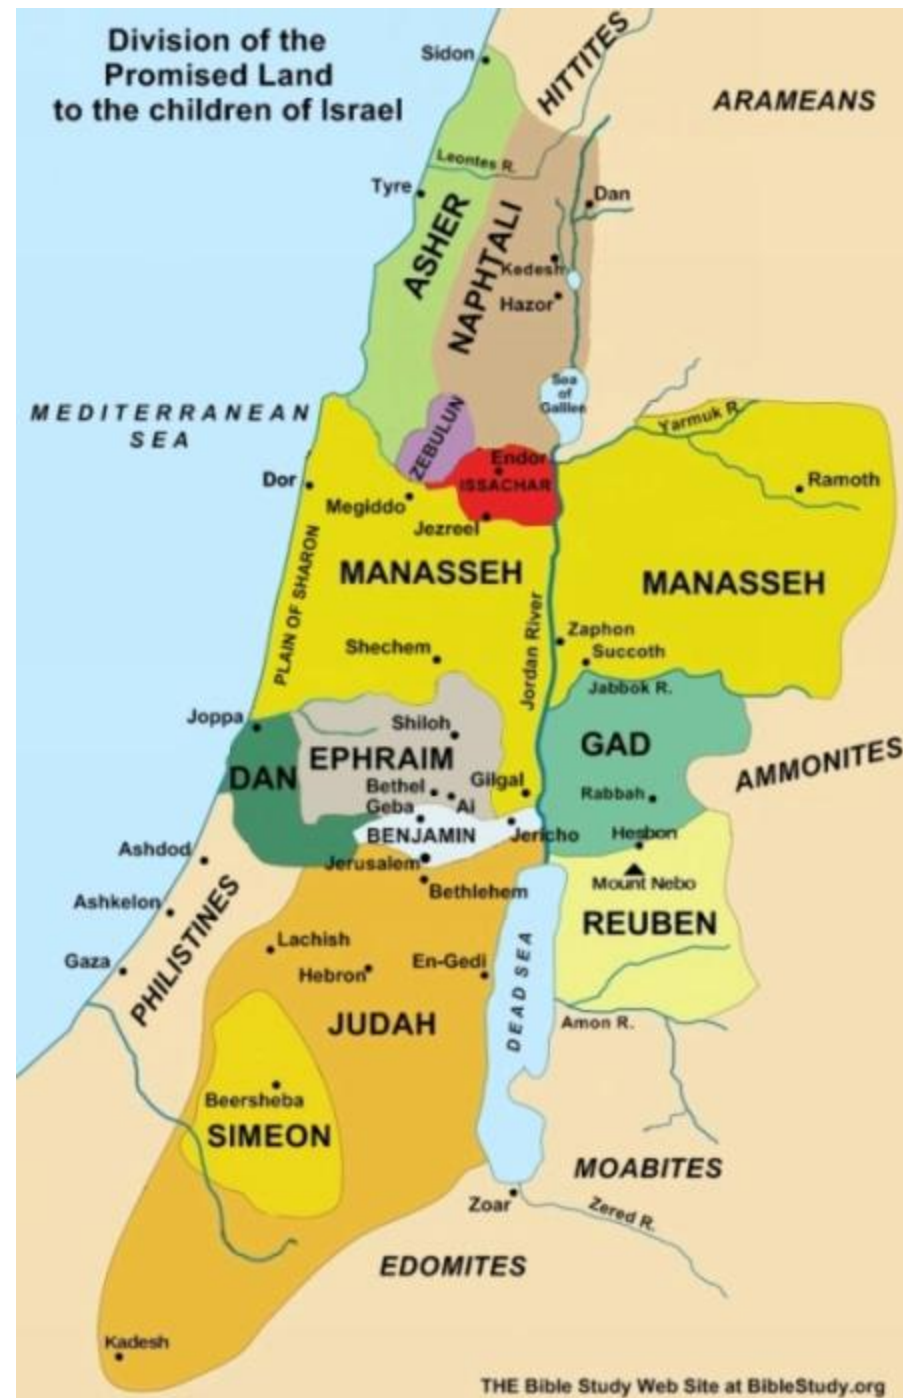 Division of the
Promised Land
to the children of Israel
Sidon
HITTITES
ARAMEANS
Leontes R.
Tyre
Dan
ASHER
NAPHTALI
Kedesh
Hazor
Sea
of
Galilee
MEDITERRANEAN
SEA
ZEBULUN
Yarmuk R.
Endor
ISSACHAR
Dor
Ramoth
Megiddo
Jezreel
PLAIN OF SHARON
MANASSEH
MANASSEH
Jordan River
Zaphon
Succoth
Shechem
Jabbok R.
Joppa
Shiloh
GAD
EPHRAIM
DAN
AMMONITES
Bethel
Gilgal
Rabbah
Geba
Ai
BENJAMIN
Jericho
Hesbon
Ashdod
Jerusalem
Mount Nebo
Bethlehem
Ashkelon
REUBEN
PHILISTINES
Lachish
Gaza
Hebron
En-Gedi
DEAD SEA
JUDAH
Amon R.
Beersheba
SIMEON
MOABITES
Zoar
Zered R.
EDOMITES
Kadesh
THE Bible Study Web Site at BibleStudy.org